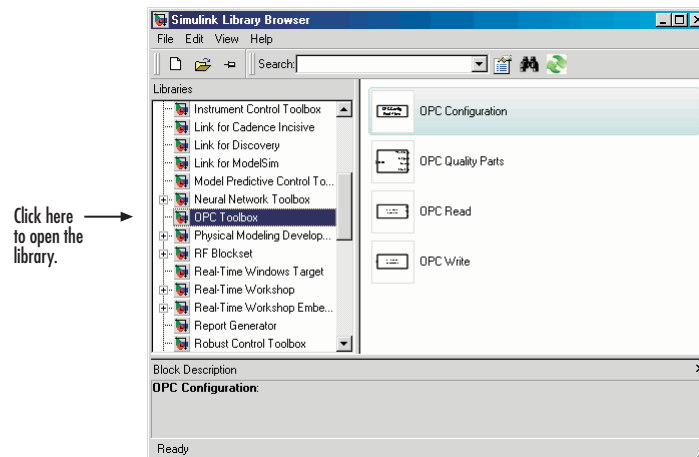 Simulink Library Browser
File Edit View Help
Search:
Libraries
Instrument Control Toolbox
Link for Cadence Incisive
Link for Discovery
Link for ModelSim
Model Predictive Control To...
Neural Network Toolbox
OPC Toolbox
Physical Modeling Develop...
RF Blockset
Real-Time Windows Target
Real-Time Workshop
Real-Time Workshop Embe...
Report Generator
Robust Control Toolbox
OPC Configuration
OPC Quality Parts
OPC Read
OPC Write
Click here
to open the
library.
Block Description
OPC Configuration:
Ready